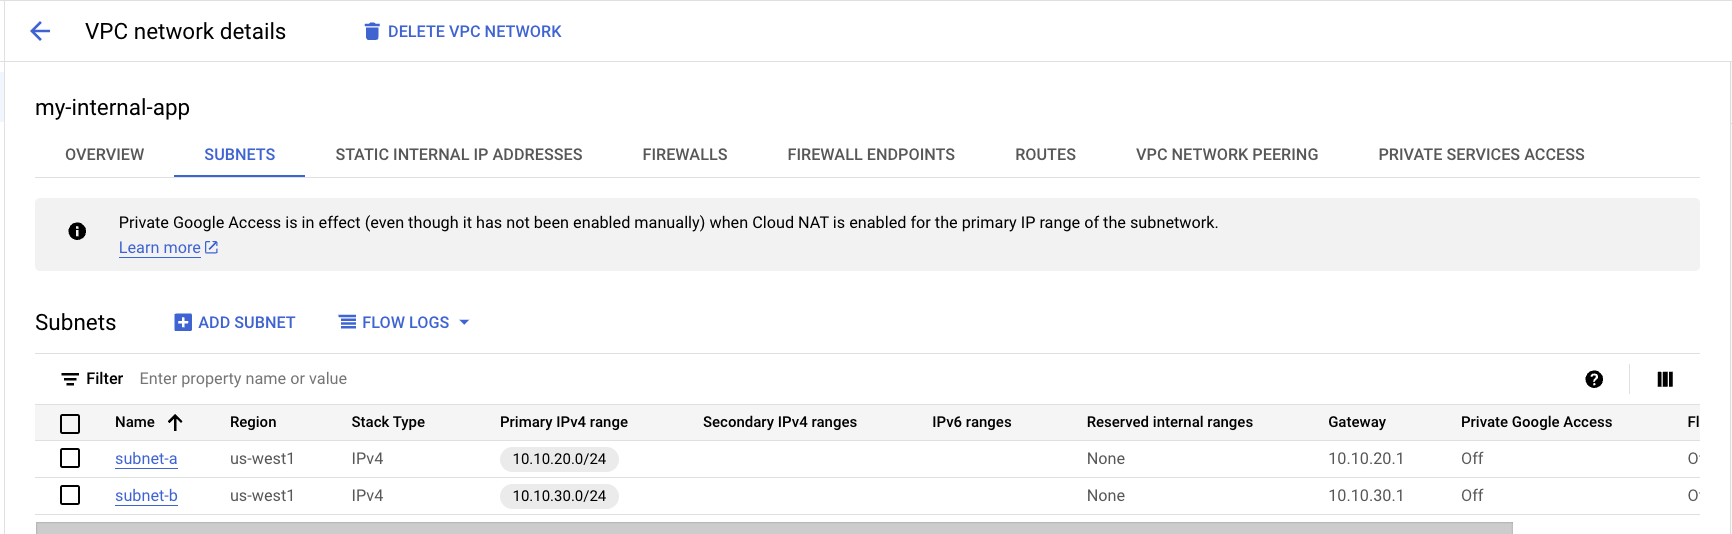 VPC network details DELETE VPC NETWORK
my-internal-app
OVERVIEW SUBNETS STATIC INTERNAL IP ADDRESSES FIREWALLS FIREWALL ENDPOINTS ROUTES VPC NETWORK PEERING PRIVATE SERVICES ACCESS
Private Google Access is in effect (even though it has not been enabled manually) when Cloud NAT is enabled for the primary IP range of the subnetwork.
Learn more
Subnets ADD SUBNET FLOW LOGS
Filter Enter property name or value
Name Region Stack Type Primary IPv4 range Secondary IPv4 ranges IPv6 ranges Reserved internal ranges Gateway Private Google Access
subnet-a us-west1 IPv4 10.10.20.0/24 None 10.10.20.1 Off
subnet-b us-west1 IPv4 10.10.30.0/24 None 10.10.30.1 Off